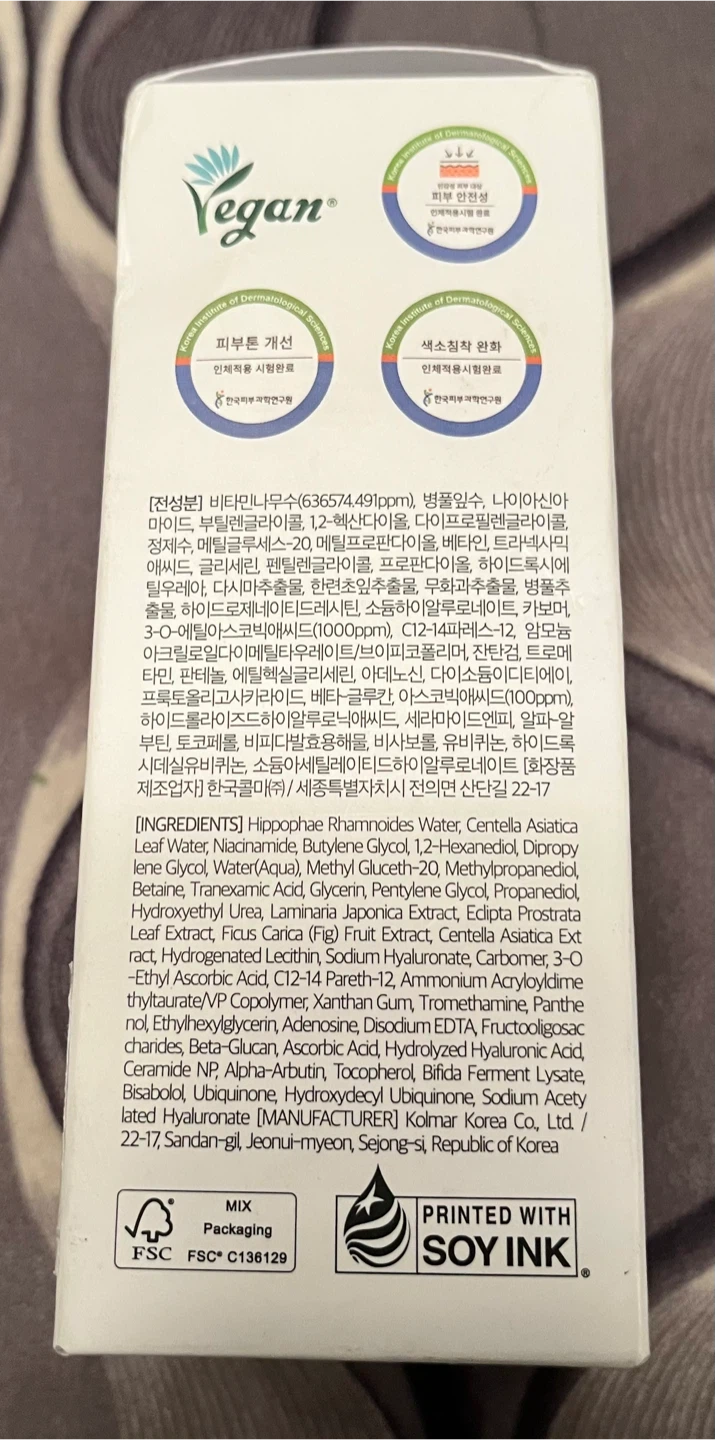 Vegan®
Korea Institute of Dermatological Sciences
민감성 피부 대상
피부 안전성
인체적용시험 완료
한국피부과학연구원
Korea Institute of Dermatological Sciences
피부톤 개선
인체적용 시험완료
한국피부과학연구원
Korea Institute of Dermatological Sciences
색소침착 완화
인체적용시험완료
한국피부과학연구원
[전성분] 비타민나무수(636574.491ppm), 병풀잎수, 나이아신아
마이드, 부틸렌글라이콜, 1,2-헥산다이올, 다이프로필렌글라이콜,
정제수, 메틸글루세스-20, 메틸프로판다이올, 베타인, 트라넥사믹
애씨드, 글리세린, 펜틸렌글라이콜, 프로판다이올, 하이드록시에
틸우레아, 다시마추출물, 한련초잎추출물, 무화과추출물, 병풀추
출물, 하이드로제네이티드레시틴, 소듐하이알루로네이트, 카보머,
3-O-에틸아스코빅애씨드(1000ppm), C12-14파레스-12, 암모늄
아크릴로일다이메틸타우레이트/브이피코폴리머, 잔탄검, 트로메
타민, 판테놀, 에틸헥실글리세린, 아데노신, 다이소듐이디티에이,
프룩토올리고사카라이드, 베타-글루칸, 아스코빅애씨드(100ppm),
하이드롤라이즈드하이알루로닉애씨드, 세라마이드엔피, 알파-알
부틴, 토코페롤, 비피다발효용해물, 비사보롤, 유비퀴논, 하이드록
시데실유비퀴논, 소듐아세틸레이티드하이알루로네이트 [화장품
제조업자] 한국콜마㈜ / 세종특별자치시 전의면 산단길 22-17
[INGREDIENTS] Hippophae Rhamnoides Water, Centella Asiatica
Leaf Water, Niacinamide, Butylene Glycol, 1,2-Hexanediol, Dipropy
lene Glycol, Water(Aqua), Methyl Gluceth-20, Methylpropanediol,
Betaine, Tranexamic Acid, Glycerin, Pentylene Glycol, Propanediol,
Hydroxyethyl Urea, Laminaria Japonica Extract, Eclipta Prostrata
Leaf Extract, Ficus Carica (Fig) Fruit Extract, Centella Asiatica Ext
ract, Hydrogenated Lecithin, Sodium Hyaluronate, Carbomer, 3-O
-Ethyl Ascorbic Acid, C12-14 Pareth-12, Ammonium Acryloyldime
thyltaurate/VP Copolymer, Xanthan Gum, Tromethamine, Panthe
nol, Ethylhexylglycerin, Adenosine, Disodium EDTA, Fructooligosac
charides, Beta-Glucan, Ascorbic Acid, Hydrolyzed Hyaluronic Acid,
Ceramide NP, Alpha-Arbutin, Tocopherol, Bifida Ferment Lysate,
Bisabolol, Ubiquinone, Hydroxydecyl Ubiquinone, Sodium Acety
lated Hyaluronate [MANUFACTURER] Kolmar Korea Co., Ltd. /
22-17, Sandan-gil, Jeonui-myeon, Sejong-si, Republic of Korea
FSC
MIX
Packaging
FSC® C136129
PRINTED WITH
SOY INK®